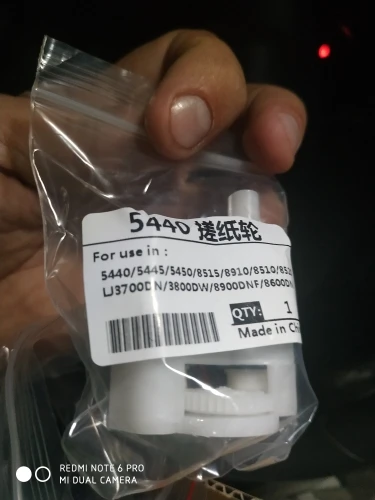 5440 搓纸轮
For use in :
5440/5445/5450/8515/8910/8510/8520
LJ3700DN/3800DW/8900DNF/8600DN
QTY: 1
Made in Chi
REDMI NOTE 6 PRO
MI DUAL CAMERA